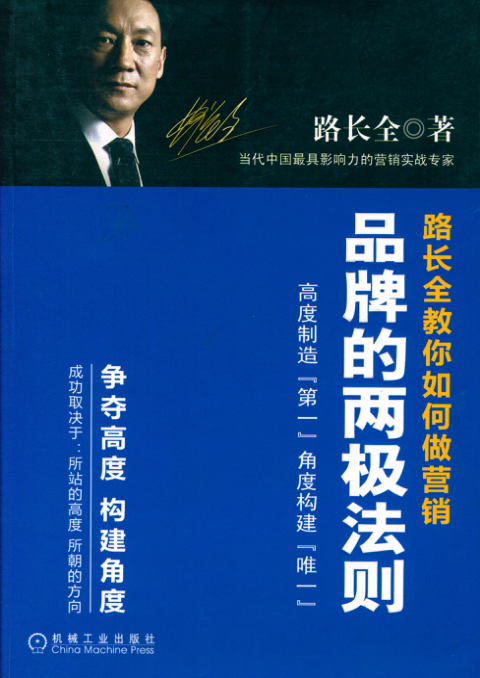 路长全◎著
当代中国最具影响力的营销实战专家
路长全教你如何做营销
品牌的两极法则
高度制造『第一』角度构建『唯一』
争夺高度 构建角度
成功取决于：所站的高度 所朝的方向
机械工业出版社
China Machine Press